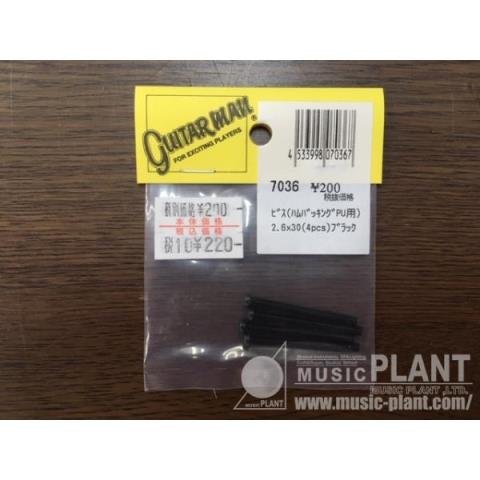 GUITAR MAN®
FOR EXCITING PLAYERS
4 533998 070367
7036 ¥200
税抜価格
ビス(ハムバッキングPU用)
2.6x30(4pcs)ブラック
税別価格¥200-
本体価格
税込価格
税10¥220-
MUSIC PLANT
MUSIC PLANT ,LTD.
MUSIC PLANT
www.music-plant.com/